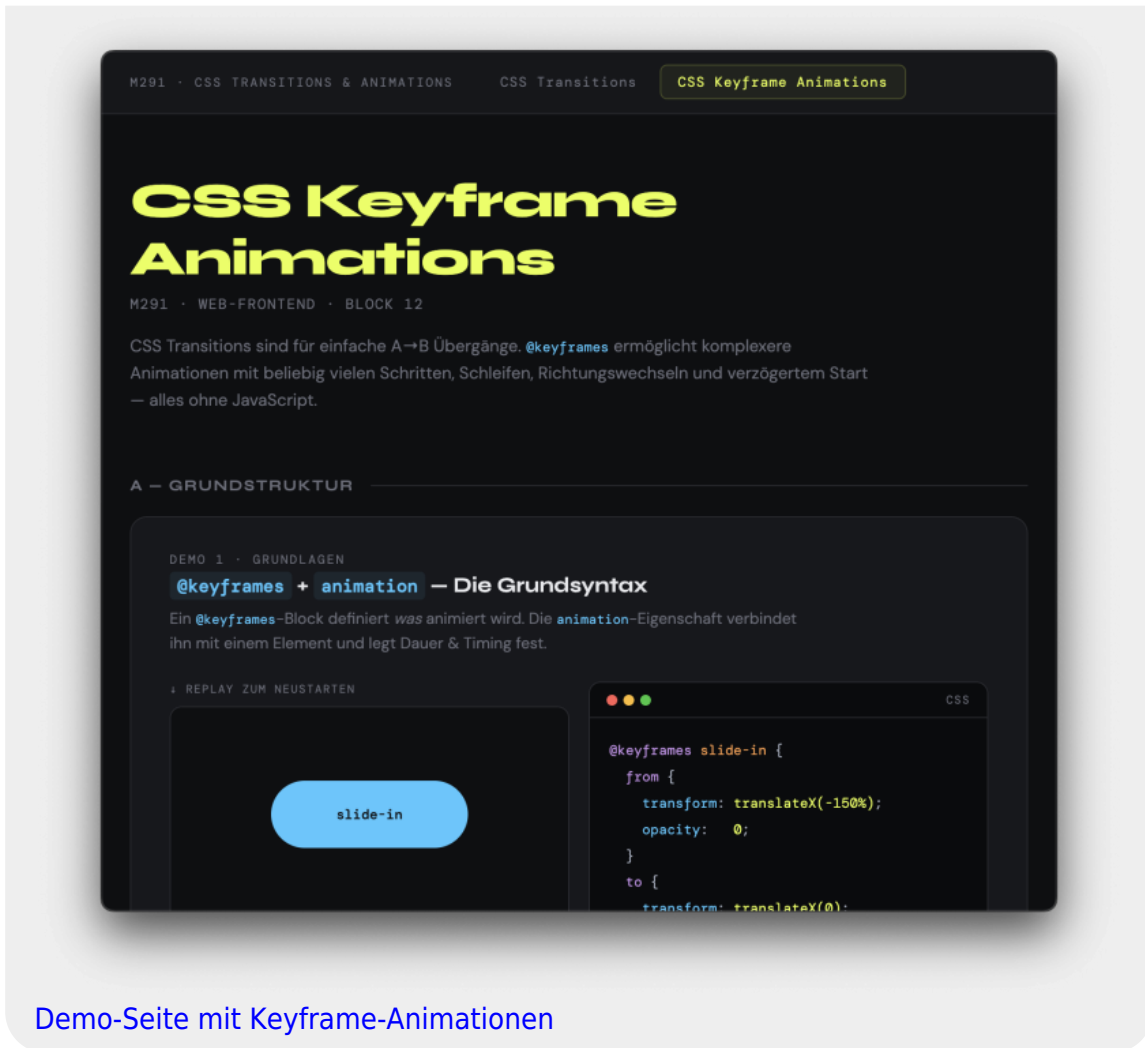 M291 · CSS TRANSITIONS & ANIMATIONS
CSS Transitions
CSS Keyframe Animations
CSS Keyframe
Animations
M291 · WEB-FRONTEND · BLOCK 12
CSS Transitions sind für einfache A→B Übergänge. @keyframes ermöglicht komplexere
Animationen mit beliebig vielen Schritten, Schleifen, Richtungswechseln und verzögertem Start
— alles ohne JavaScript.
A — GRUNDSTRUKTUR
DEMO 1 · GRUNDLAGEN
@keyframes + animation — Die Grundsyntax
Ein @keyframes-Block definiert was animiert wird. Die animation-Eigenschaft verbindet
ihn mit einem Element und legt Dauer & Timing fest.
↓ REPLAY ZUM NEUSTARTEN
slide-in
CSS
@keyframes slide-in {
from {
transform: translateX(-150%);
opacity: 0;
}
to {
transform: translateX(0);
Demo-Seite mit Keyframe-Animationen